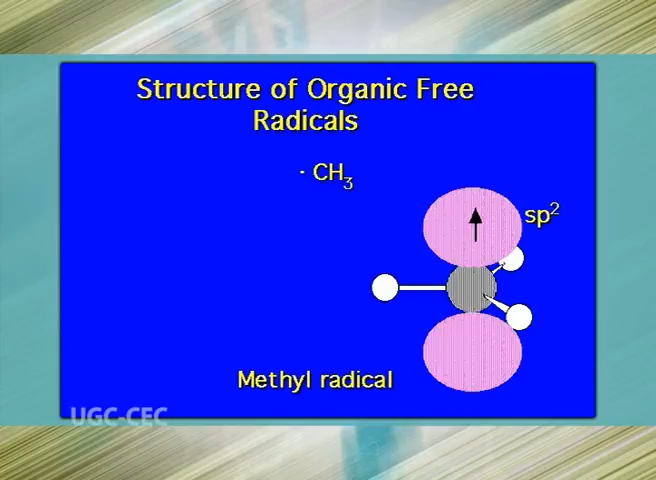 Structure of Organic Free
Radicals
· CH₃
sp²
Methyl radical
UGC-CEC